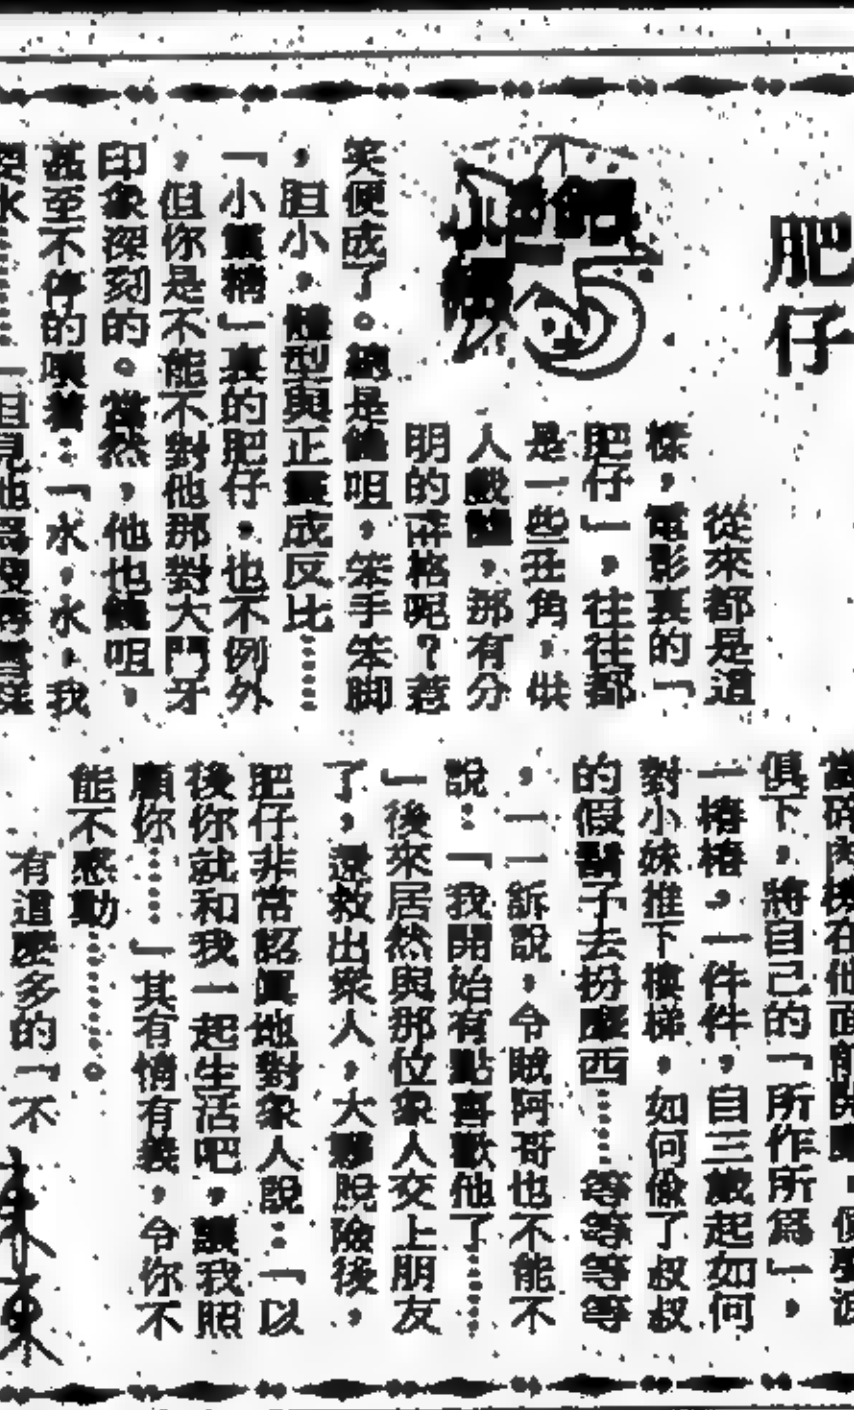 肥仔
從來都是這
樣，電影裏的「
肥仔」，往往都
是一些丑角，供
人戲謔，那有分
明的性格呢？惹
笑便成了。總是饞咀，笨手笨脚
，胆小，體型與正義成反比……
「小靈精」真的肥仔，也不例外
，但你是不能不對他那對大門牙
印象深刻的。當然，他也饞咀，
甚至不停的嚷着：「水，水，我
要水……一但見他
俱下，將自己的「所作所爲」，
一樁樁，一件件，自三歲起如何
對小妹推下樓梯，如何偷了叔叔
的假鬍子去扮摩西……等等等等
，一一訴說，令賊阿哥也不能不
說：「我開始有點喜歡他了……
」後來居然與那位象人交上朋友
了，還救出衆人，大夥脫險後，
肥仔非常認眞地對象人說：「以
後你就和我一起生活吧，讓我照
顧你……」其有情有義，令你不
能不感動……。
有這麼多的「不